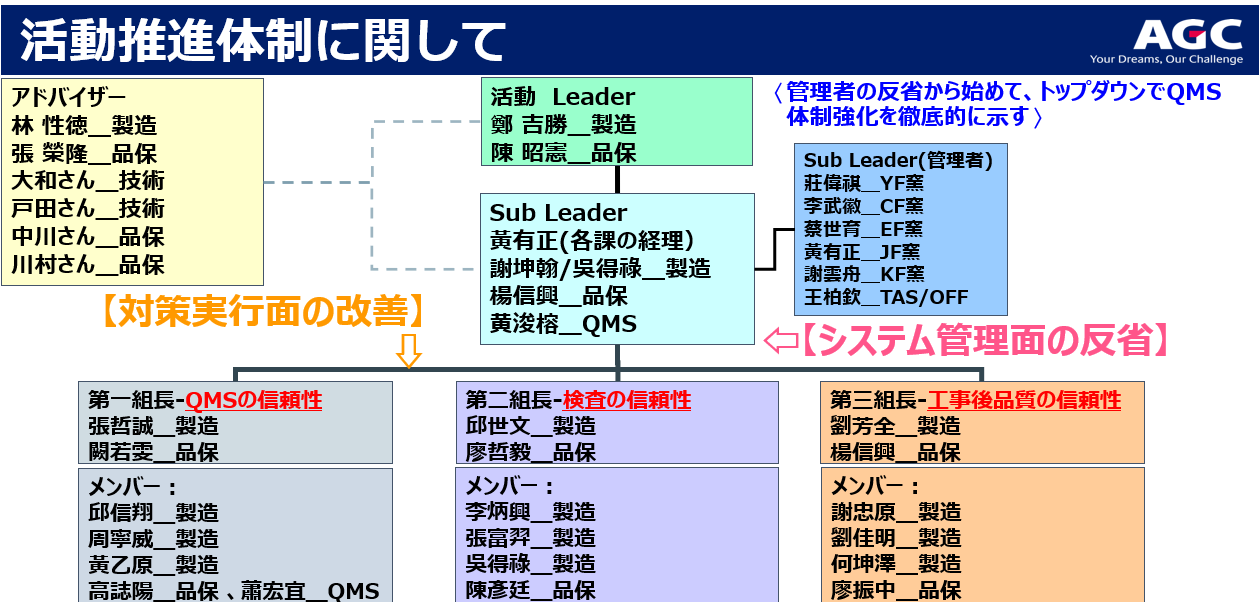 活動推進体制に関して
AGC
Your Dreams, Our Challenge
アドバイザー
林 性徳__製造
張 榮隆__品保
大和さん__技術
戸田さん__技術
中川さん__品保
川村さん__品保
活動 Leader
鄭 吉勝__製造
陳 昭憲__品保
〈管理者の反省から始めて、トップダウンでQMS
体制強化を徹底的に示す〉
Sub Leader
黃有正(各課の経理）
謝坤翰/吳得祿__製造
楊信興__品保
黄浚榕__QMS
Sub Leader(管理者)
莊偉祺__YF窯
李武徽__CF窯
蔡世育__EF窯
黃有正__JF窯
謝雲舟__KF窯
王柏欽__TAS/OFF
【対策実行面の改善】
⇦【システム管理面の反省】
第一組長-QMSの信頼性
張哲誠__製造
闕若雯__品保
メンバー：
邱信翔__製造
周寧威__製造
黃乙原__製造
高誌陽__品保 、蕭宏宜__QMS
第二組長-検査の信頼性
邱世文__製造
廖哲毅__品保
メンバー：
李炳興__製造
張富羿__製造
吳得祿__製造
陳彥廷__品保
第三組長-工事後品質の信頼性
劉芳全__製造
楊信興__品保
メンバー：
謝忠原__製造
劉佳明__製造
何坤澤__製造
廖振中__品保